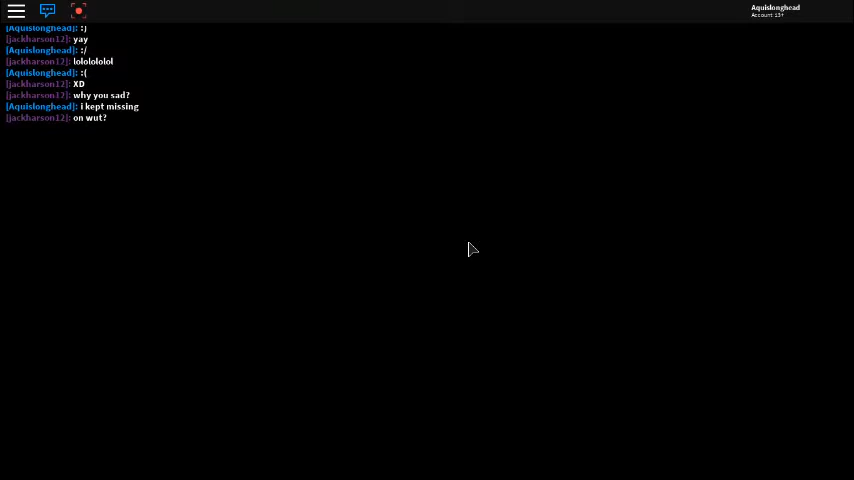 Aquislonghead
Account: 13+
[Aquislonghead]: :)
[jackharson12]: yay
[Aquislonghead]: :/
[jackharson12]: lolololol
[Aquislonghead]: :(
[jackharson12]: XD
[jackharson12]: why you sad?
[Aquislonghead]: i kept missing
[jackharson12]: on wut?